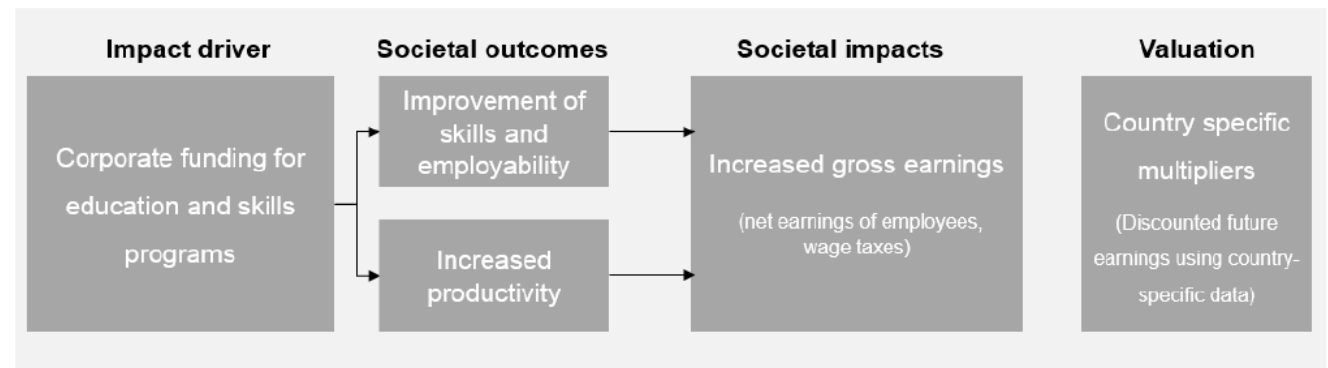 Impact driver
Societal outcomes
Societal impacts
Valuation
Corporate funding for
education and skills
programs
Improvement of
skills and
employability
Increased
productivity
Increased gross earnings
(net earnings of employees,
wage taxes)
Country specific
multipliers
(Discounted future
earnings using country-
specific data)